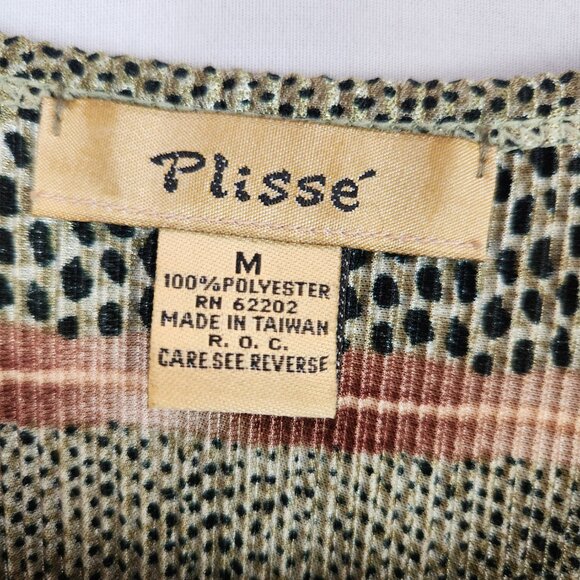 Plissé
M
100% POLYESTER
RN 62202
MADE IN TAIWAN
R. O. C.
CARE SEE REVERSE